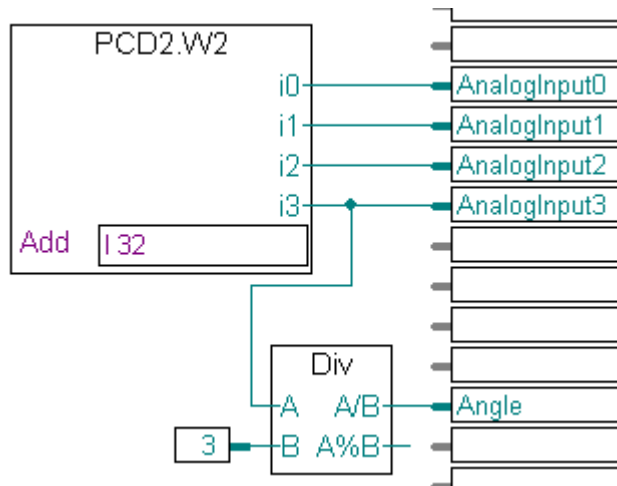 PCD2.W2
i0 AnalogInput0
i1 AnalogInput1
i2 AnalogInput2
i3 AnalogInput3
Add I 32
Div
A A/B Angle
3 B A%B